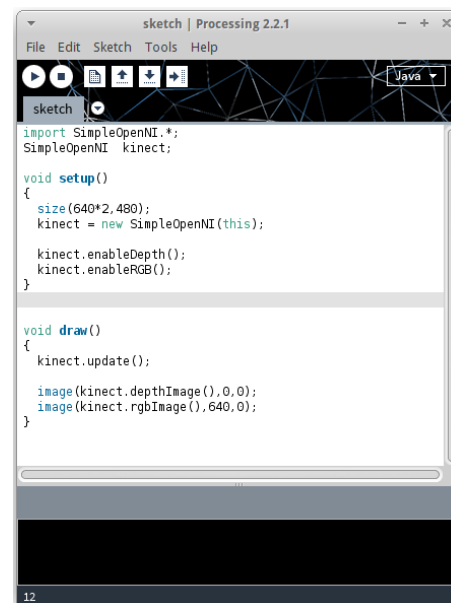 sketch | Processing 2.2.1
File Edit Sketch Tools Help
Java
sketch
import SimpleOpenNI.*;
SimpleOpenNI  kinect;
void setup()
{
  size(640*2,480);
  kinect = new SimpleOpenNI(this);
  kinect.enableDepth();
  kinect.enableRGB();
}
void draw()
{
  kinect.update();
  image(kinect.depthImage(),0,0);
  image(kinect.rgbImage(),640,0);
}
12